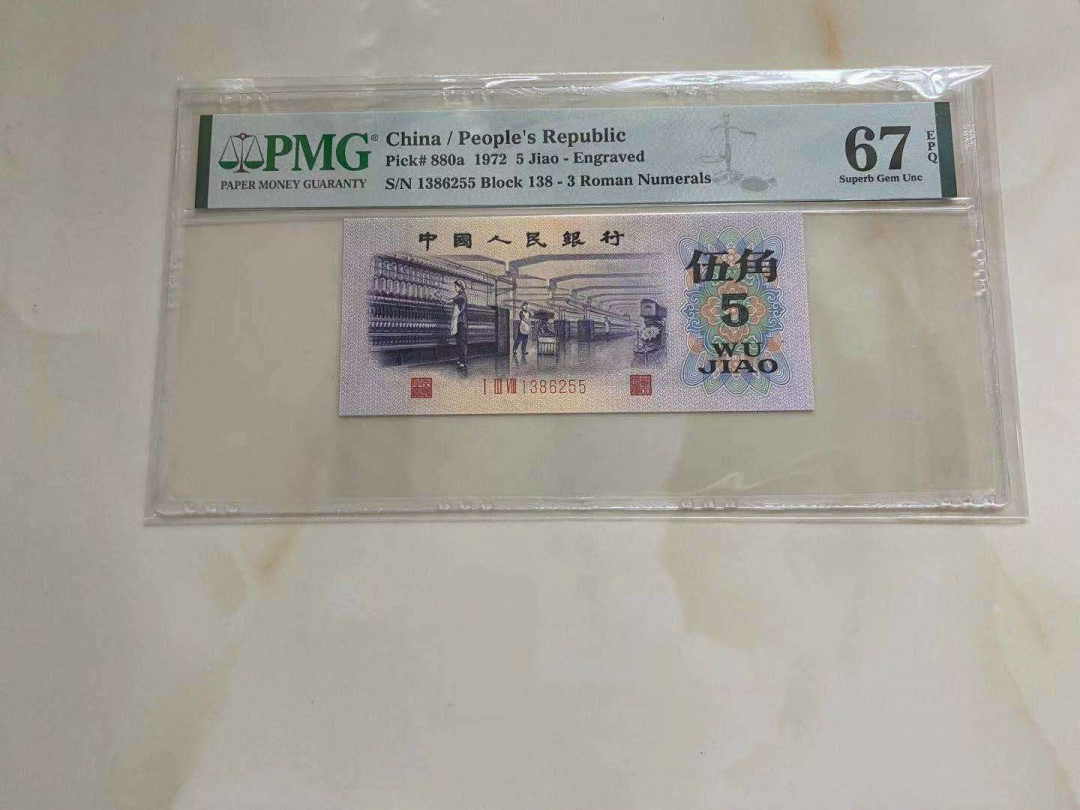 PMG®
PAPER MONEY GUARANTY
China / People's Republic
Pick# 880a 1972 5 Jiao - Engraved
S/N 1386255 Block 138 - 3 Roman Numerals
67
EPQ
Superb Gem Unc
中國人民銀行
伍角
5
WU
JIAO
I III VIII 1386255